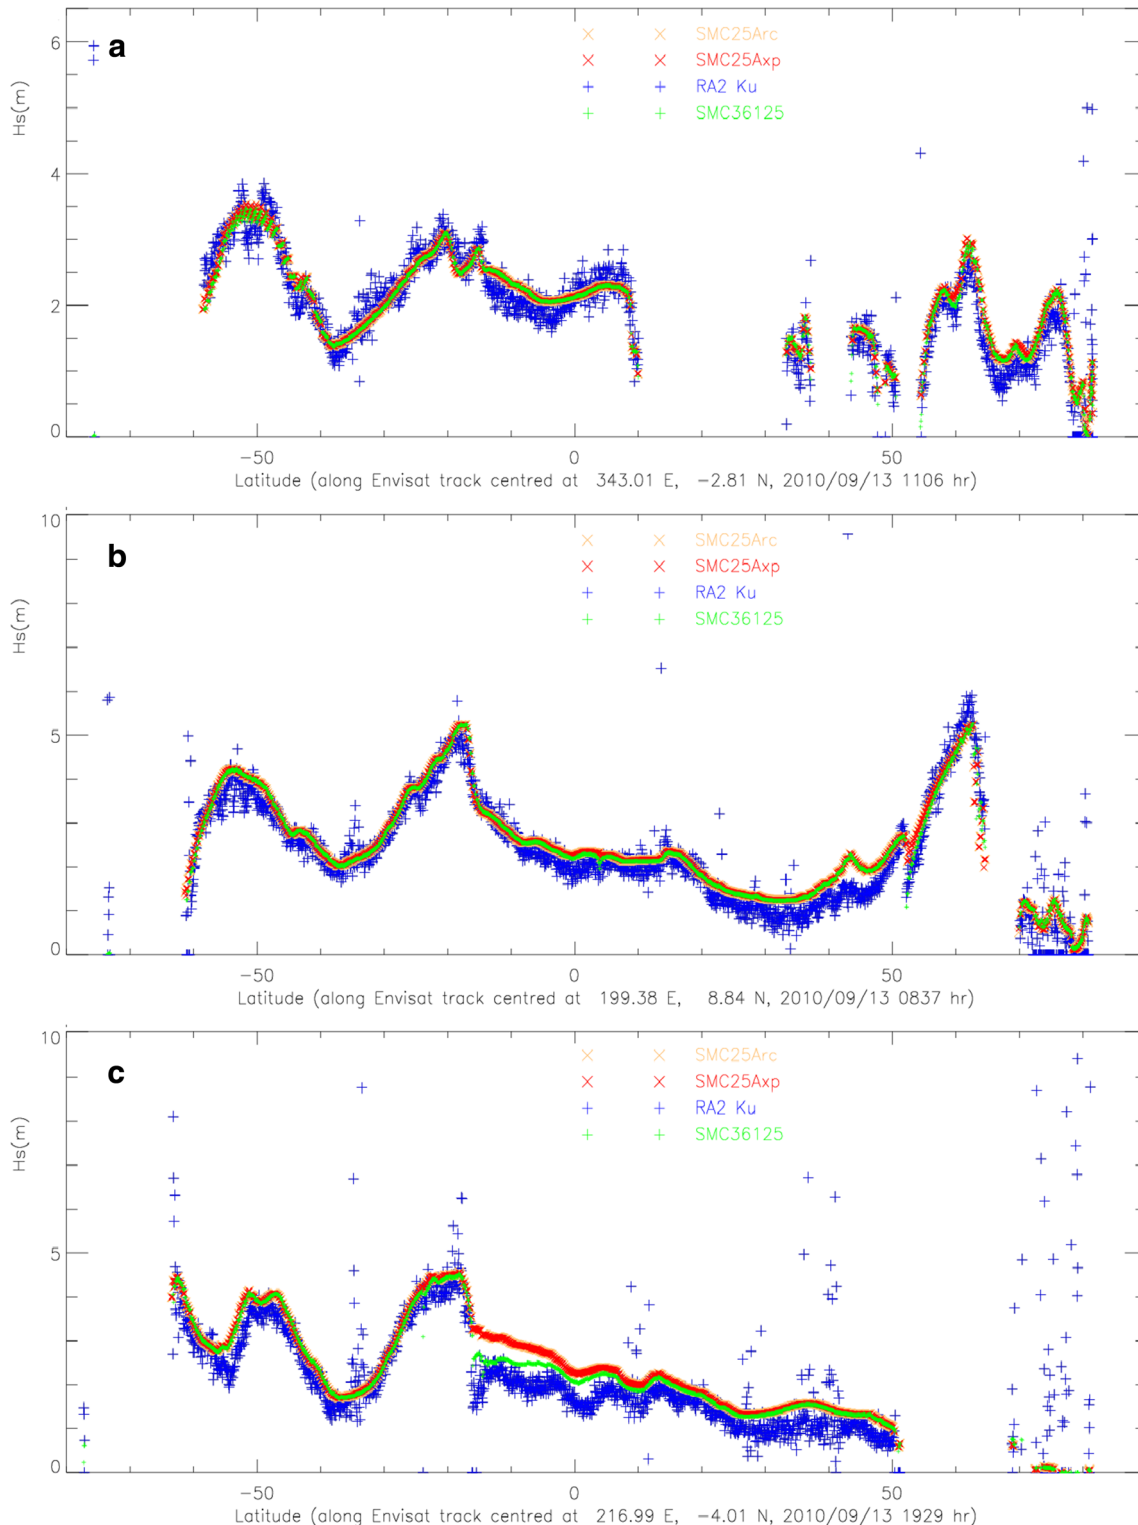 a
SMC25Arc
SMC25Axp
RA2 Ku
SMC36125
Hs(m)
6
4
2
0
−50 0 50
Latitude (along Envisat track centred at 343.01 E, −2.81 N, 2010/09/13 1106 hr)
b
SMC25Arc
SMC25Axp
RA2 Ku
SMC36125
Hs(m)
10
5
0
−50 0 50
Latitude (along Envisat track centred at 199.38 E, 8.84 N, 2010/09/13 0837 hr)
c
SMC25Arc
SMC25Axp
RA2 Ku
SMC36125
Hs(m)
10
5
0
−50 0 50
Latitude (along Envisat track centred at 216.99 E, −4.01 N, 2010/09/13 1929 hr)